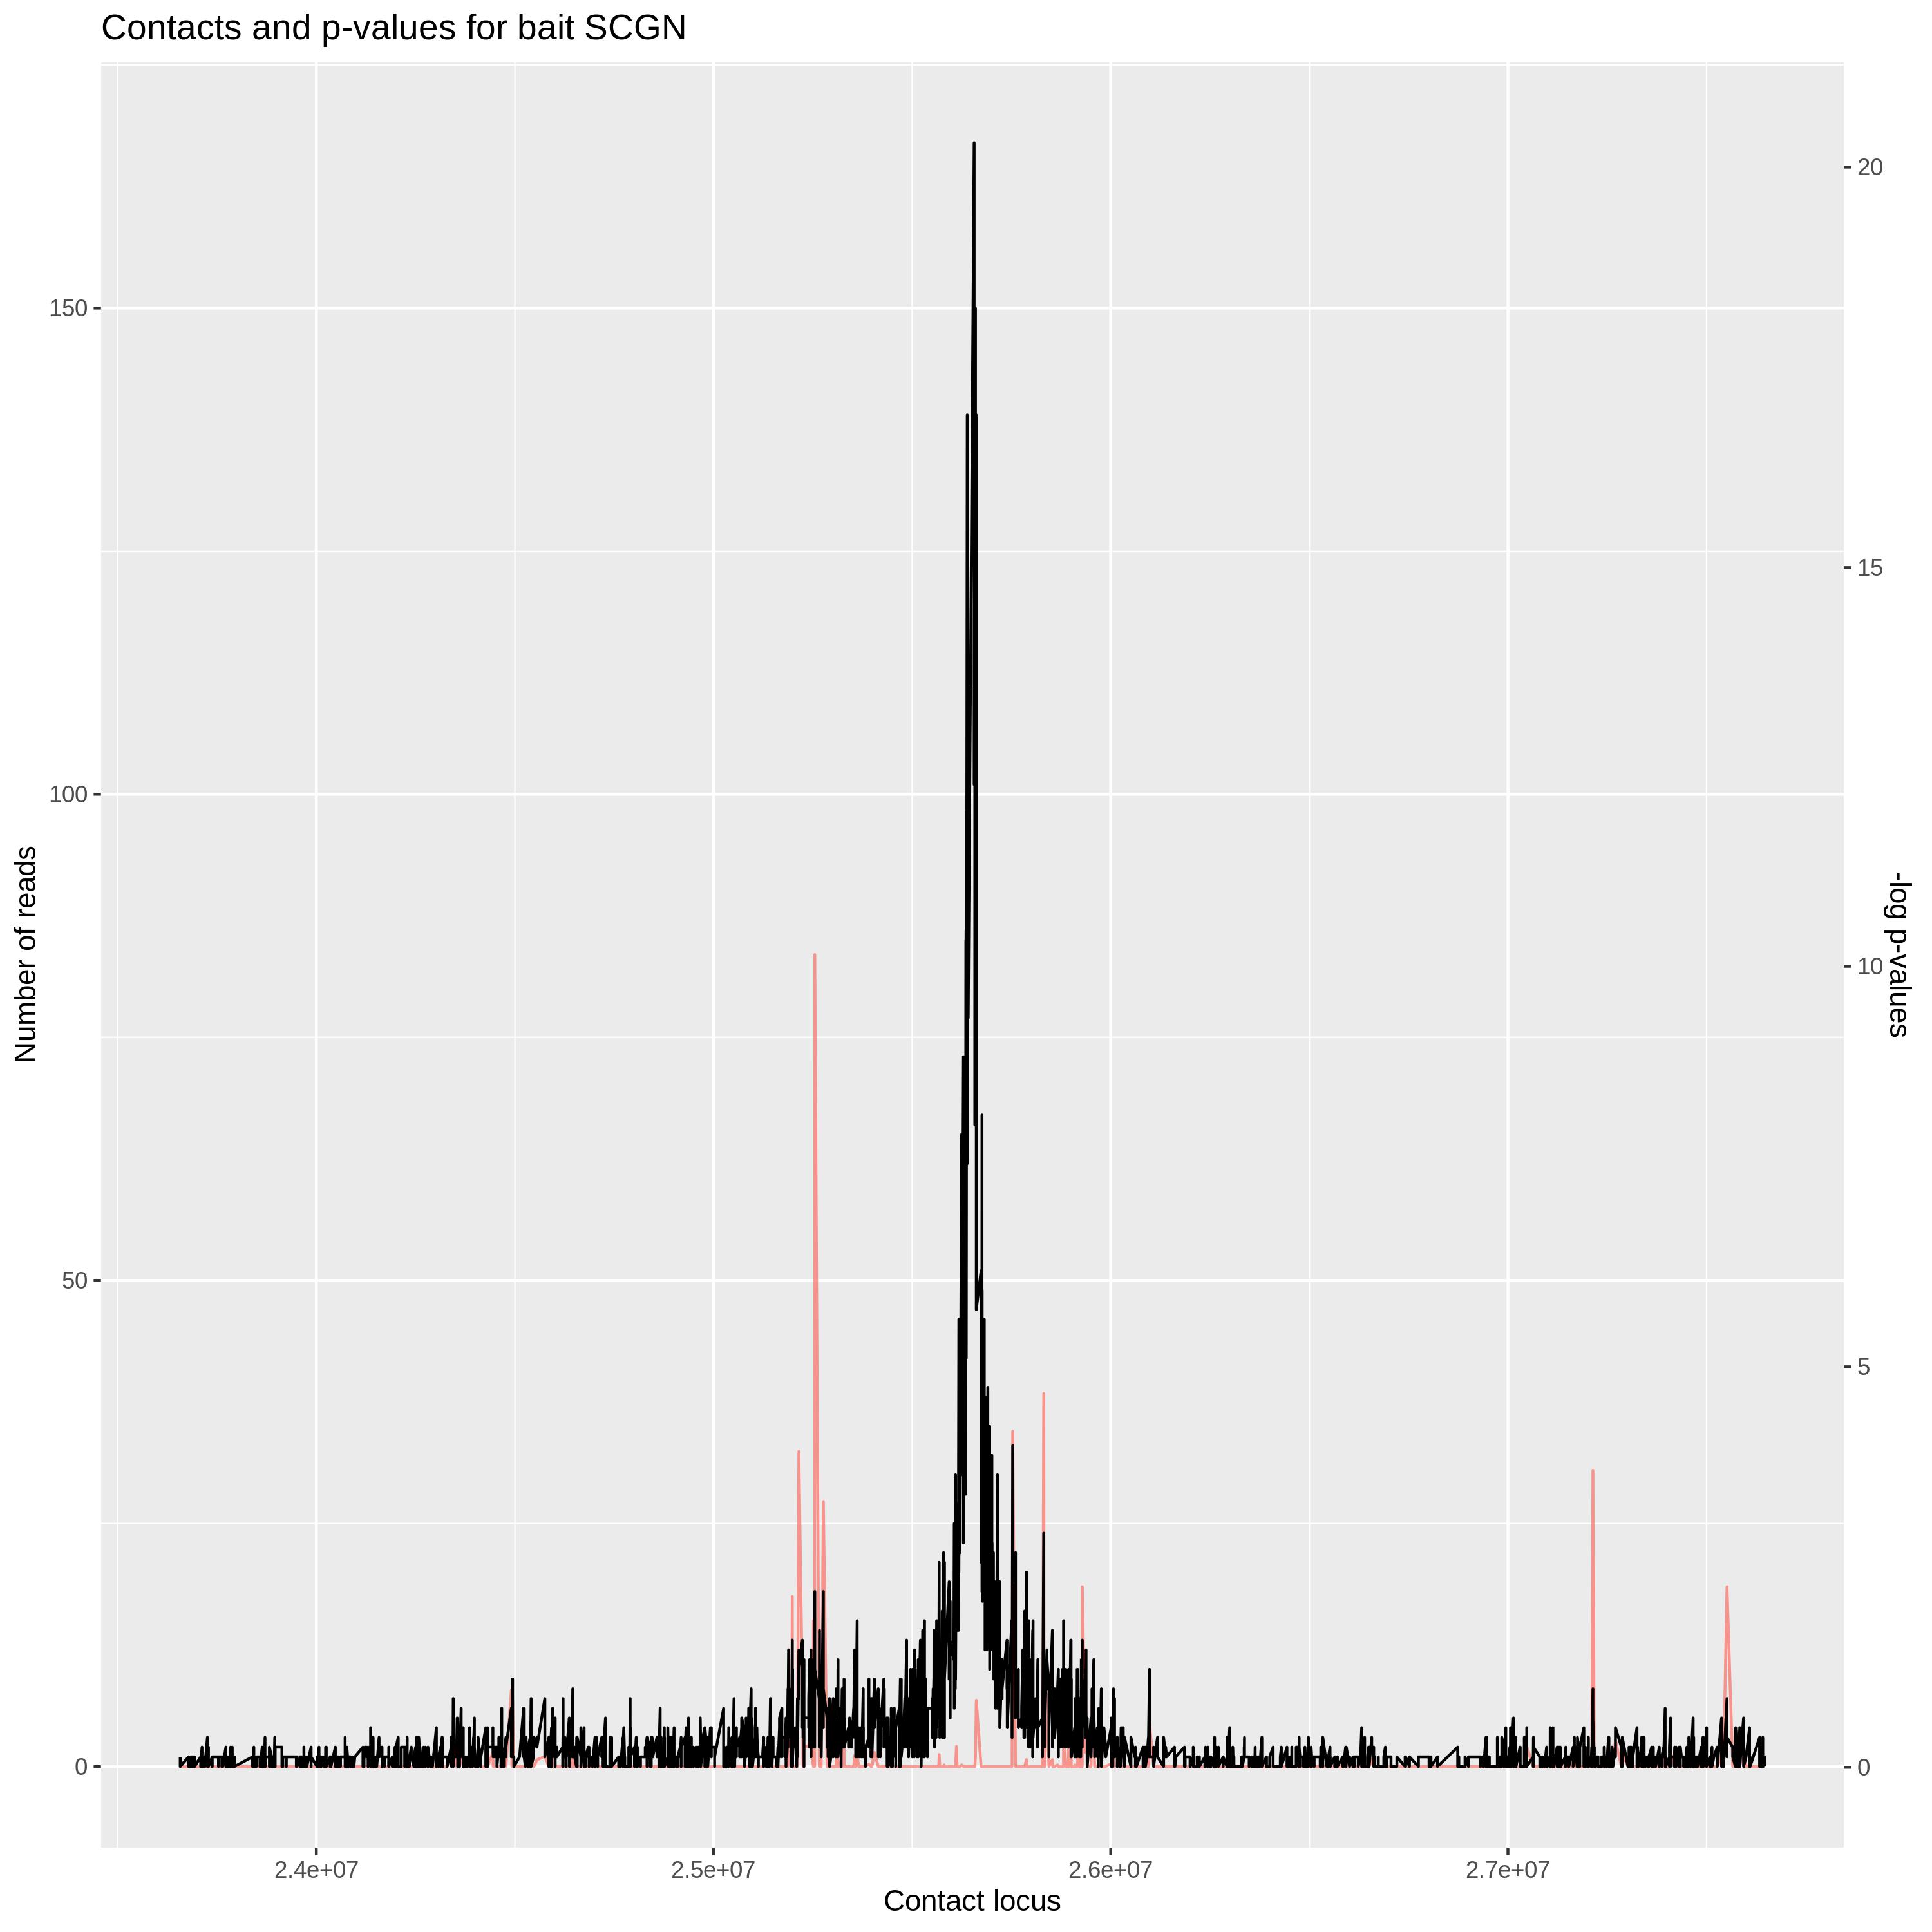 Contacts and p-values for bait SCGN
Number of reads
150
100
50
0
20
15
10
5
0
-log p-values
2.4e+07
2.5e+07
2.6e+07
2.7e+07
Contact locus